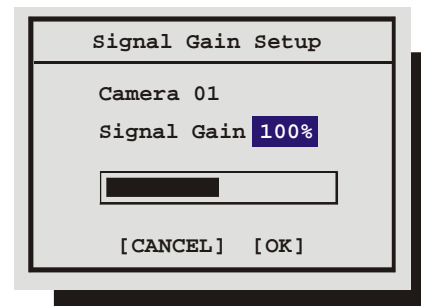 Signal Gain Setup
Camera 01
Signal Gain 100%
[CANCEL] [OK]